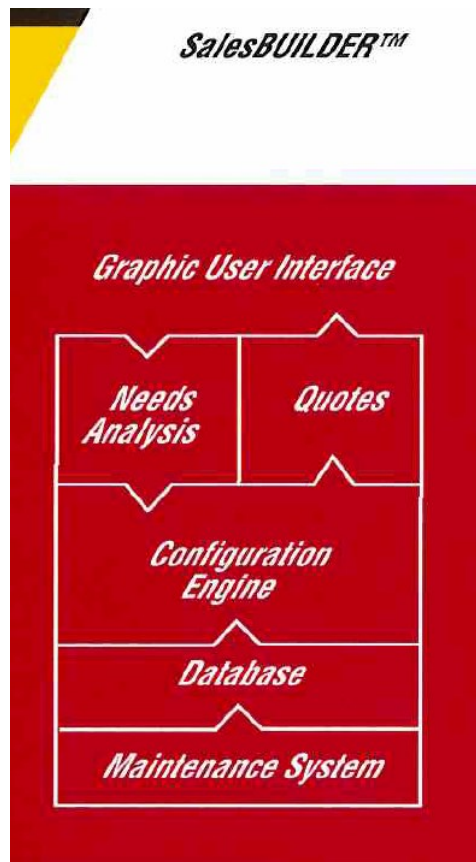 SalesBUILDER™
Graphic User Interface
Needs
Analysis
Quotes
Configuration
Engine
Database
Maintenance System